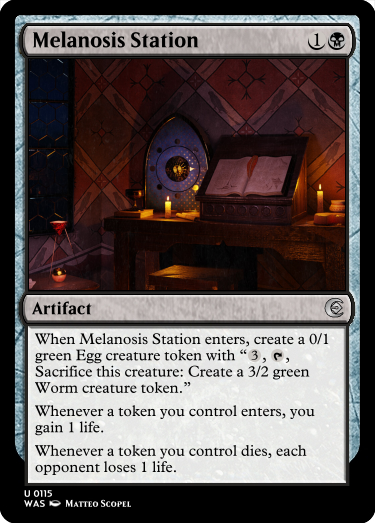 Melanosis Station 1
Artifact
When Melanosis Station enters, create a 0/1
green Egg creature token with “3, ,
Sacrifice this creature: Create a 3/2 green
Worm creature token.”
Whenever a token you control enters, you
gain 1 life.
Whenever a token you control dies, each
opponent loses 1 life.
U 0115
WAS Matteo Scopel